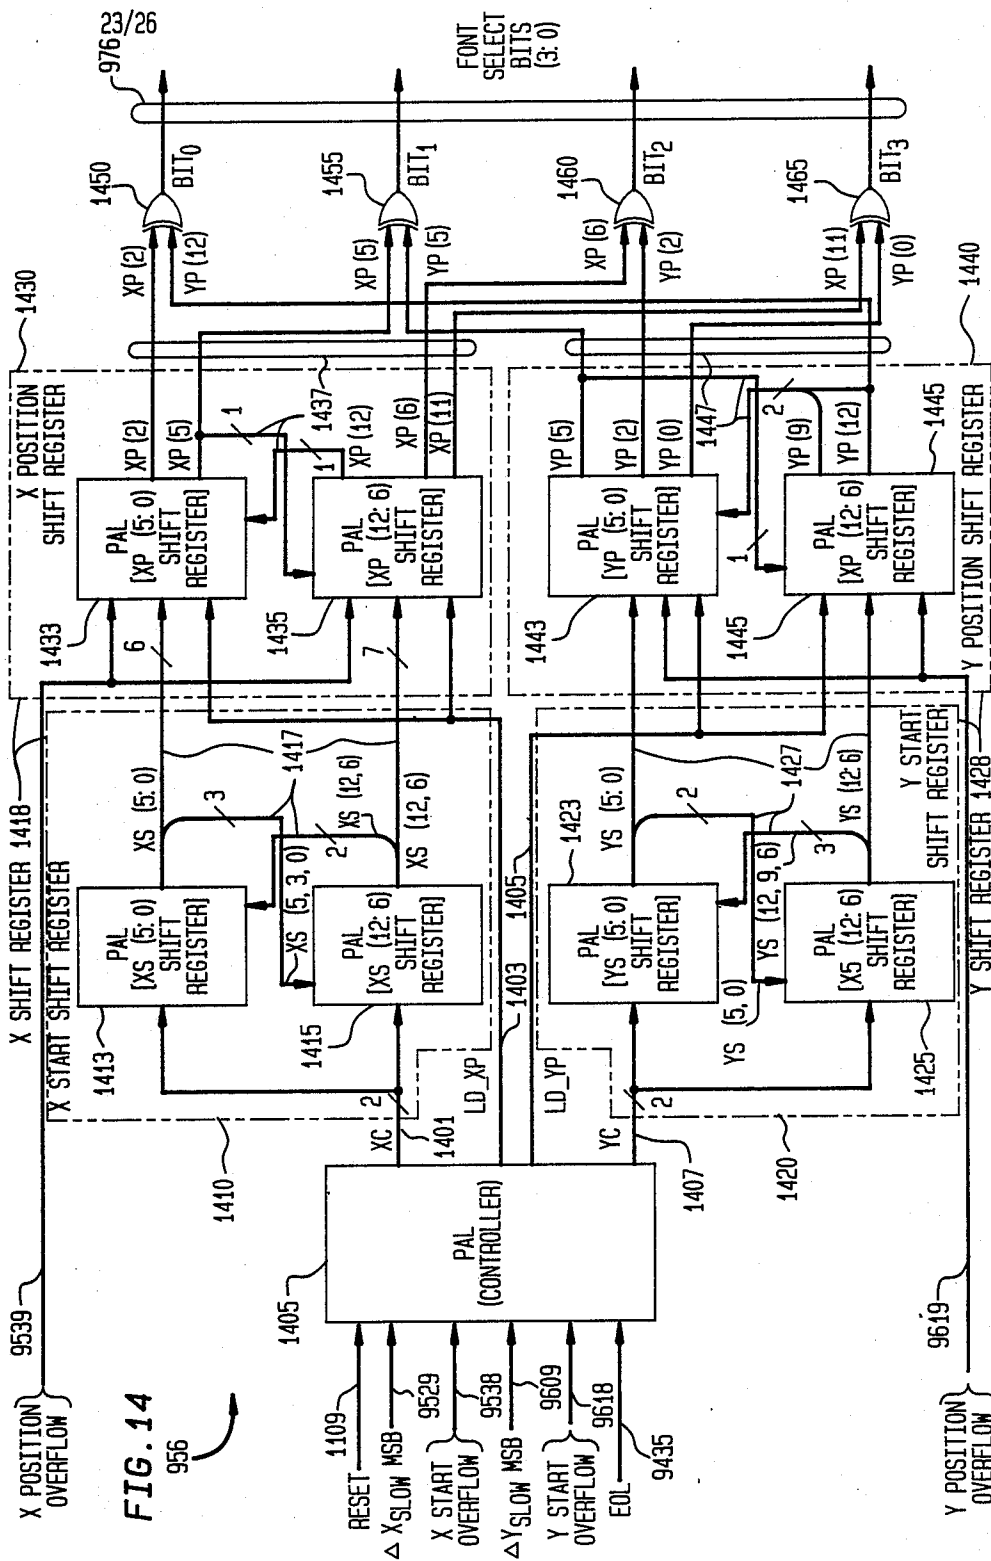 FIG. 14
956
X POSITION
OVERFLOW
9539
X SHIFT REGISTER 1418
X START SHIFT REGISTER
1410
1413
PAL
[XS (5:0)
SHIFT
REGISTER]
XS (5:0)
3
1417
XS (5,3,0)
2
XS
1415
PAL
[XS (12:6)
SHIFT
REGISTER]
XS (12,6)
XS (12,6)
X POSITION
SHIFT REGISTER
1430
1433
6
PAL
[XP (5:0)
SHIFT
REGISTER]
XP (2)
XP (5)
1
1437
1
XP (12)
1435
7
PAL
[XP (12:6)
SHIFT
REGISTER]
XP (6)
XP (11)
976
23/26
1450
XP (2)
YP (12)
BIT0
1455
XP (5)
YP (5)
BIT1
FONT
SELECT
BITS
(3:0)
1460
XP (6)
YP (2)
BIT2
1465
XP (11)
YP (0)
BIT3
1405
PAL
(CONTROLLER)
RESET
1109
Δ XSLOW MSB
9529
X START
OVERFLOW
9538
Δ YSLOW MSB
9609
Y START
OVERFLOW
9618
EOL
9435
XC
2
1401
LD_XP
1403
LD_YP
1405
YC
2
1407
1420
1423
PAL
[YS (5:0)
SHIFT
REGISTER]
YS (5:0)
2
1427
YS (12,9,6)
3
YS
(5,0)
PAL
[X5 (12:6)
SHIFT
REGISTER]
1425
YS (12:6)
Y START
SHIFT REGISTER
Y SHIFT REGISTER 1428
1443
PAL
[YP (5:0)
SHIFT
REGISTER]
YP (5)
YP (2)
YP (0)
1447
2
1
YP (9)
YP (12)
1445
PAL
[XP (12:6)
SHIFT
REGISTER]
1445
1440
Y POSITION SHIFT REGISTER
9619
Y POSITION
OVERFLOW